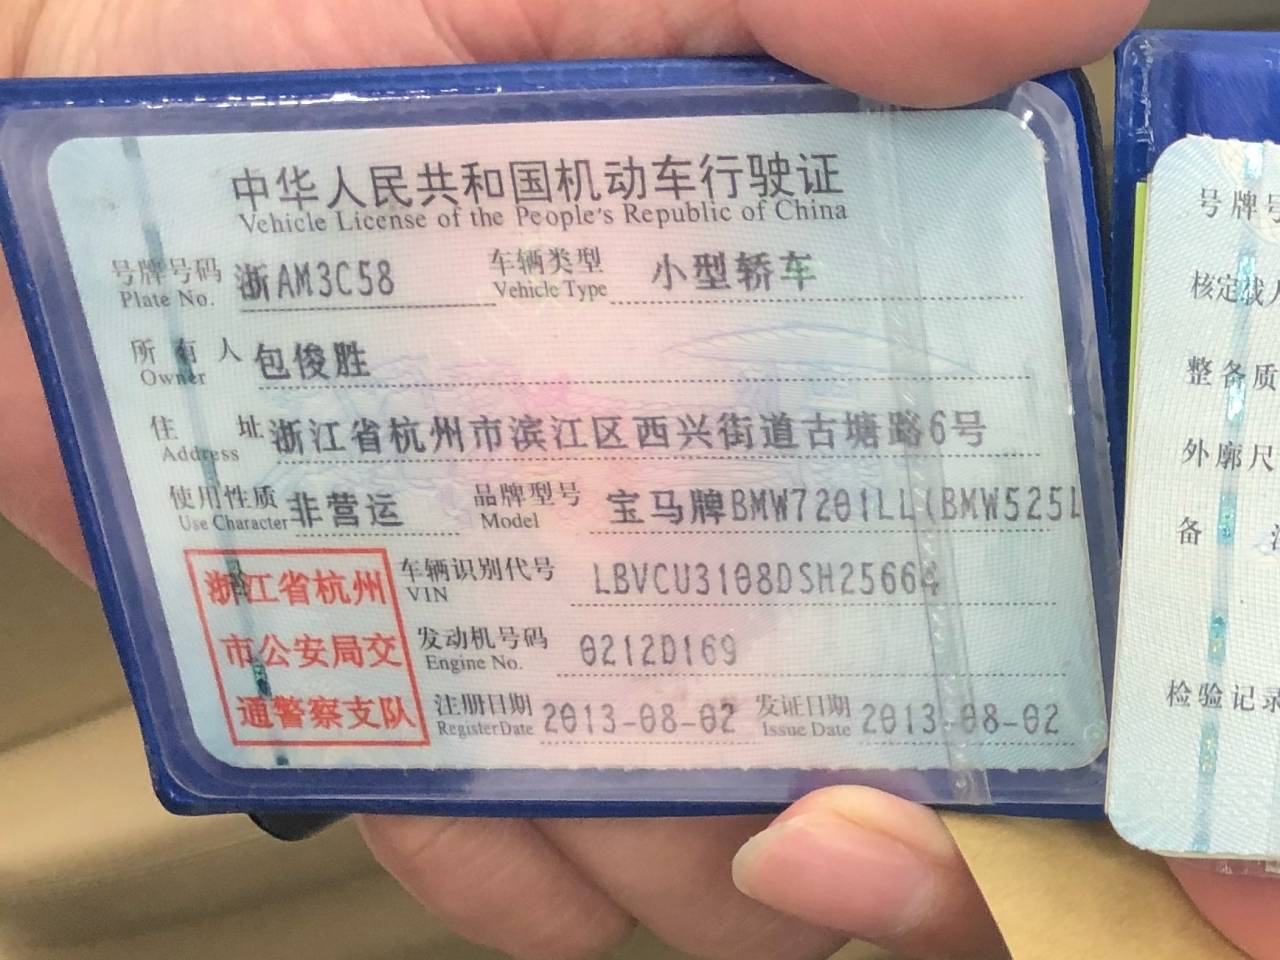 中华人民共和国机动车行驶证
Vehicle License of the People's Republic of China
号牌号码 浙AM3C58 车辆类型 小型轿车
Plate No. Vehicle Type
所有人 包俊胜
Owner
住址 浙江省杭州市滨江区西兴街道古塘路6号
Address
使用性质 非营运 品牌型号 宝马牌BMW7201LL(BMW525L
Use Character Model
浙江省杭州
市公安局交
通警察支队
车辆识别代号 LBVCU3108DSH25664
VIN
发动机号码 0212D169
Engine No.
注册日期 2013-08-02 发证日期 2013-08-02
Register Date Issue Date
号牌号
核定载人
整备质
外廓尺
备
检验记录